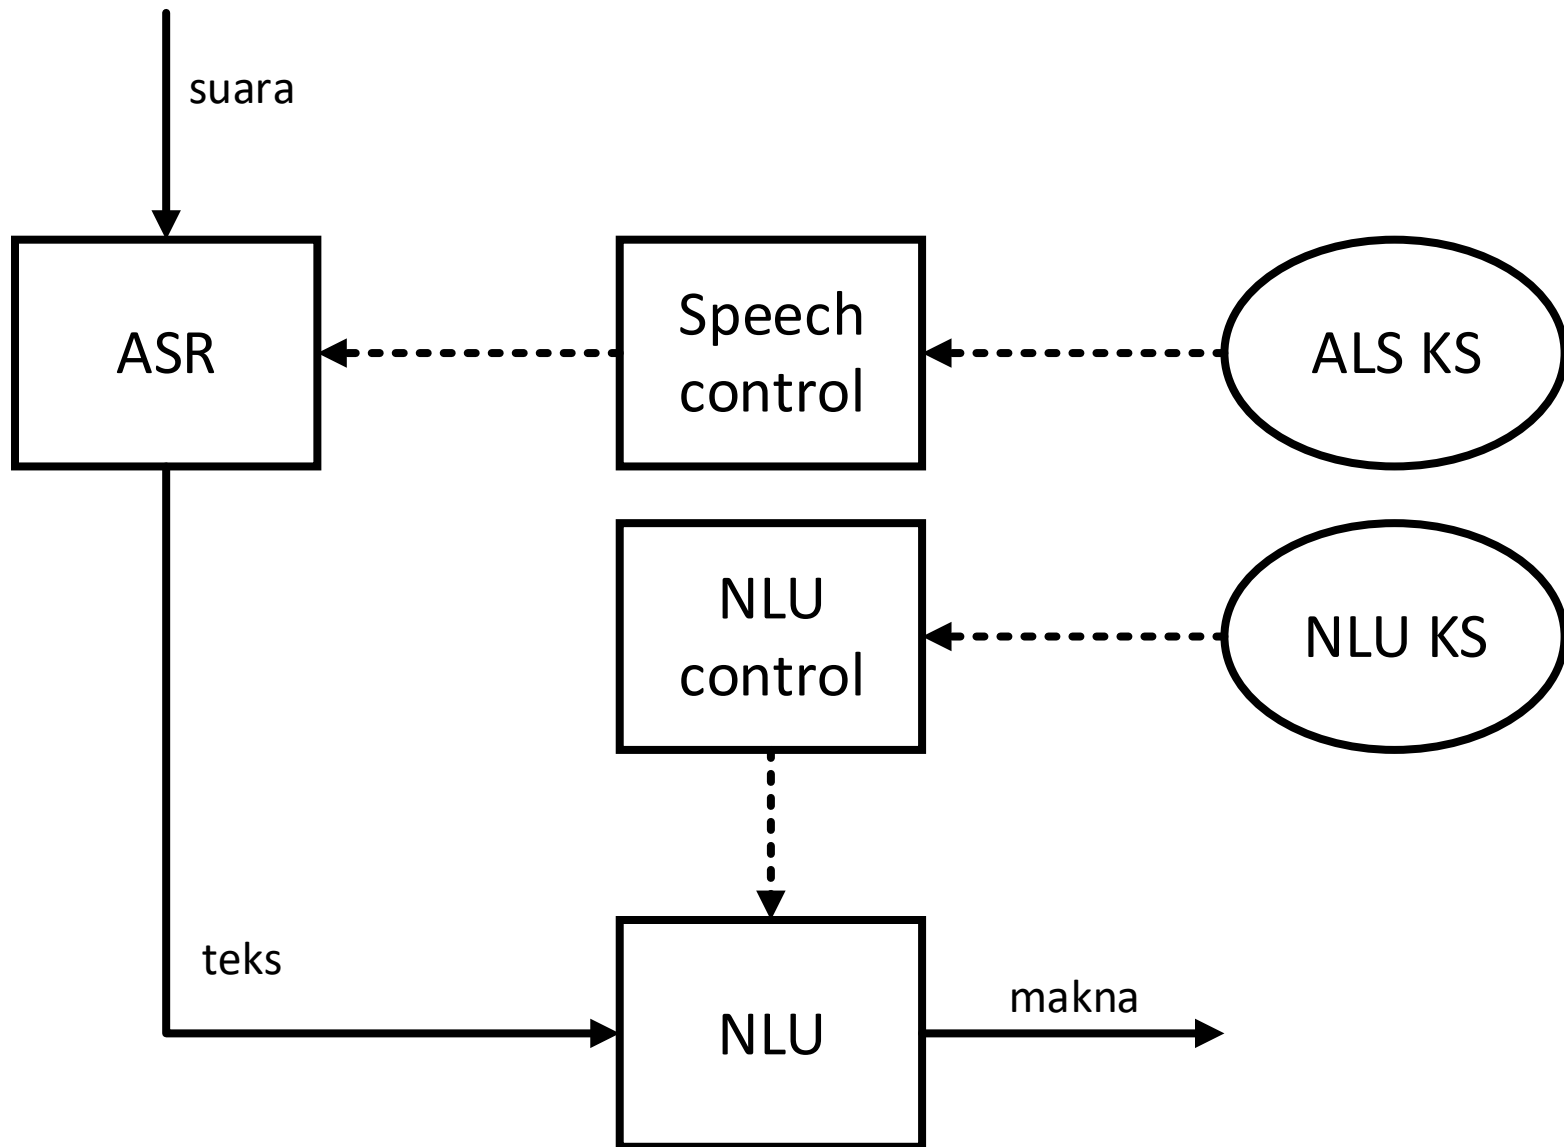 suara
ASR
Speech
control
ALS KS
NLU
control
NLU KS
teks
NLU
makna